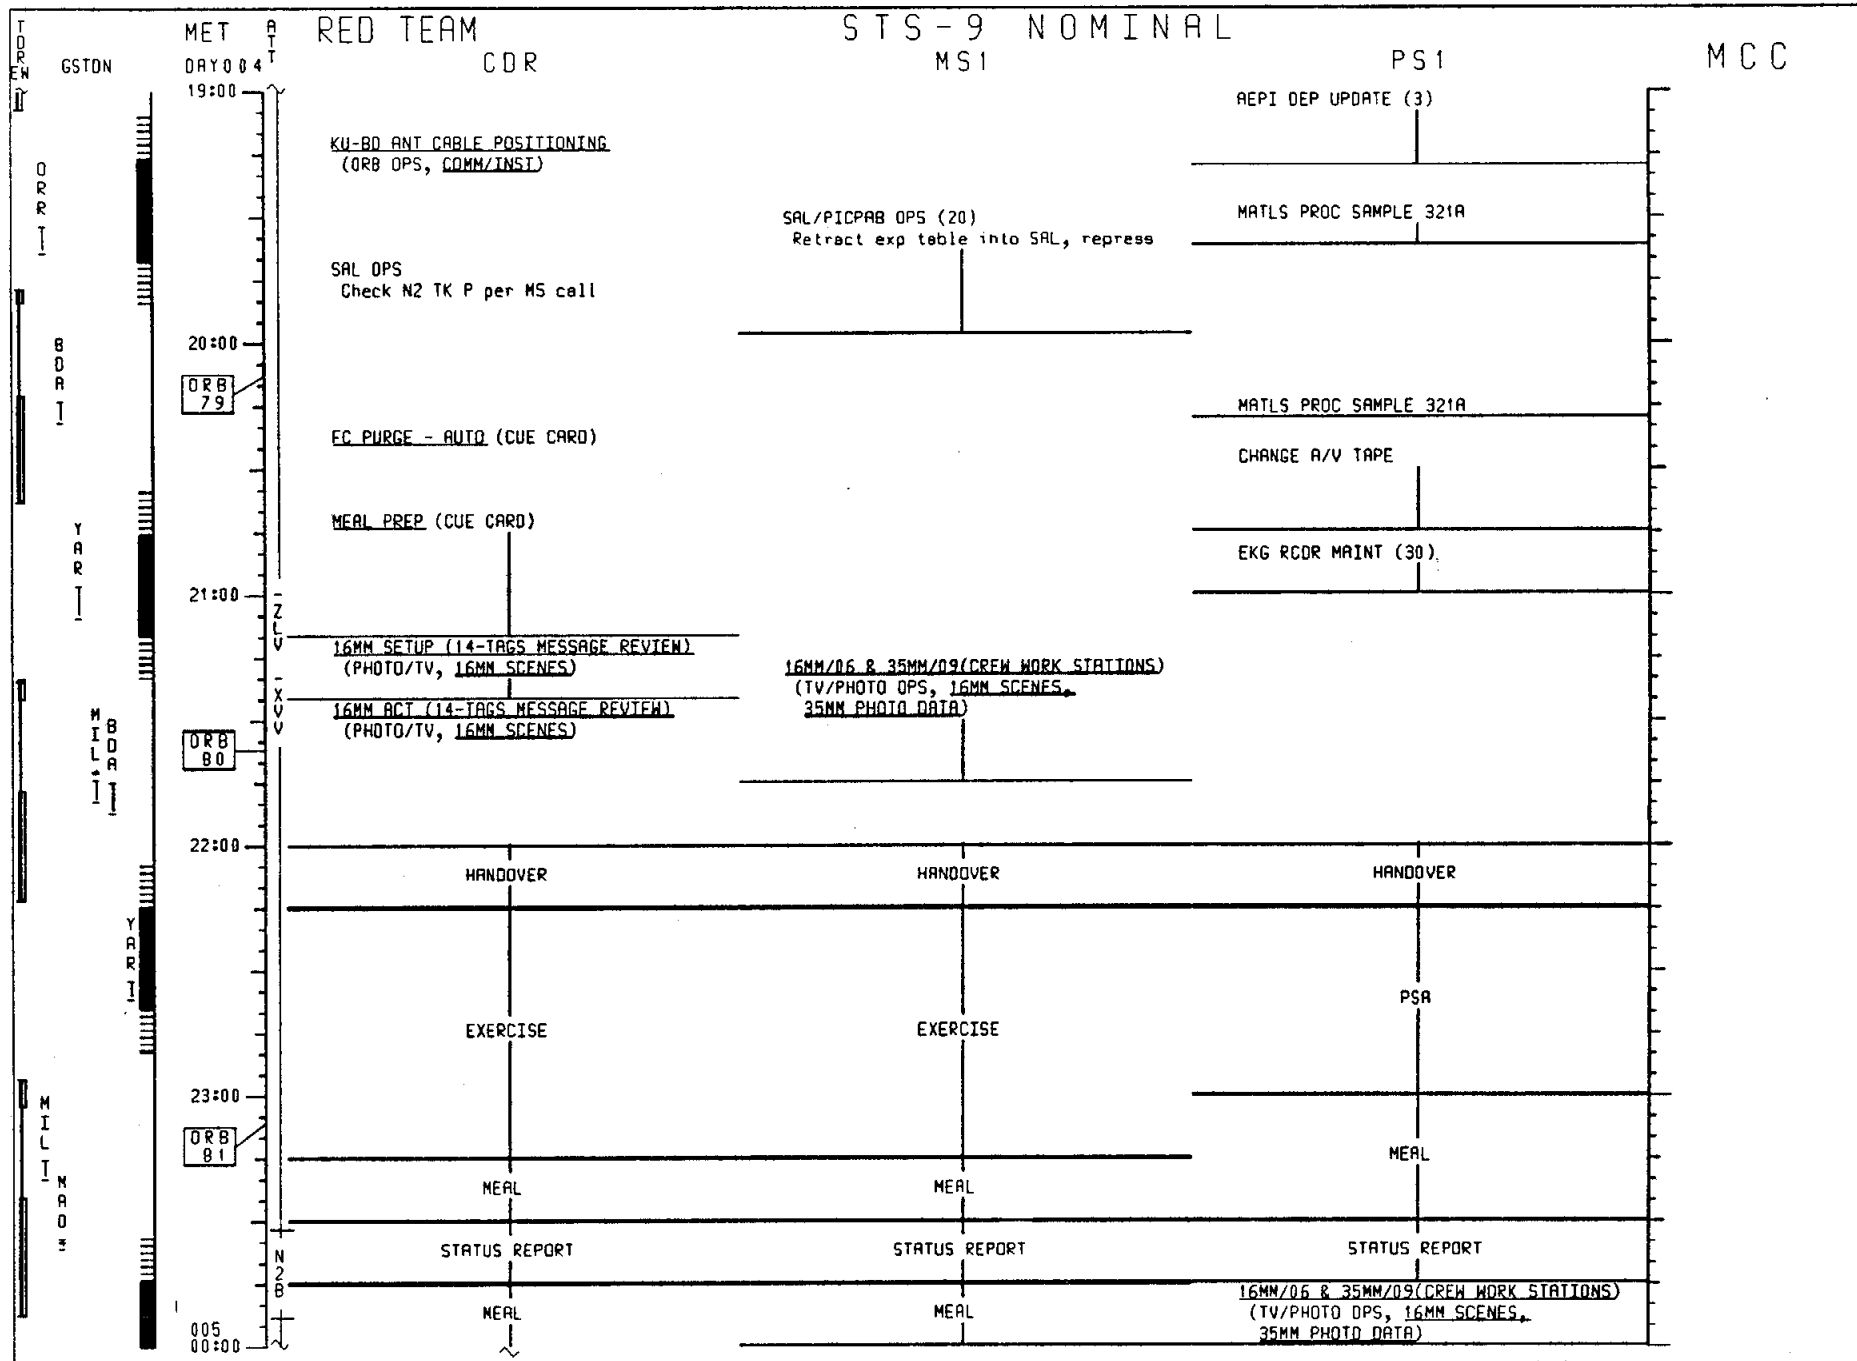 STS-9 NOMINAL
TDRS
EW
GSTDN
MET
DAY004
ATT
RED TEAM
CDR
MS1
PS1
MCC
19:00
AEPI DEP UPDATE (3)
KU-BD ANT CABLE POSITIONING
(ORB OPS, COMM/INST)
ORR I
SAL/PICPAB OPS (20)
Retract exp table into SAL, repress
MATLS PROC SAMPLE 321A
SAL OPS
Check N2 TK P per MS call
20:00
BDA I
ORB
79
MATLS PROC SAMPLE 321A
FC PURGE - AUTO (CUE CARD)
CHANGE A/V TAPE
MEAL PREP (CUE CARD)
YAR I
EKG RCDR MAINT (30)
21:00
-ZLV
16MM SETUP (14-TAGS MESSAGE REVIEW)
(PHOTO/TV, 16MM SCENES)
16MM/06 & 35MM/09(CREW WORK STATIONS)
(TV/PHOTO OPS, 16MM SCENES,
35MM PHOTO DATA)
-XVV
16MM ACT (14-TAGS MESSAGE REVIEW)
(PHOTO/TV, 16MM SCENES)
MIL I
BDA I
ORB
80
22:00
HANDOVER
HANDOVER
HANDOVER
YAR I
PSA
EXERCISE
EXERCISE
23:00
MIL I
ORB
81
MEAL
MEAL
MEAL
MAD
STATUS REPORT
STATUS REPORT
STATUS REPORT
N2B
16MM/06 & 35MM/09(CREW WORK STATIONS)
(TV/PHOTO OPS, 16MM SCENES,
35MM PHOTO DATA)
MEAL
MEAL
005
00:00